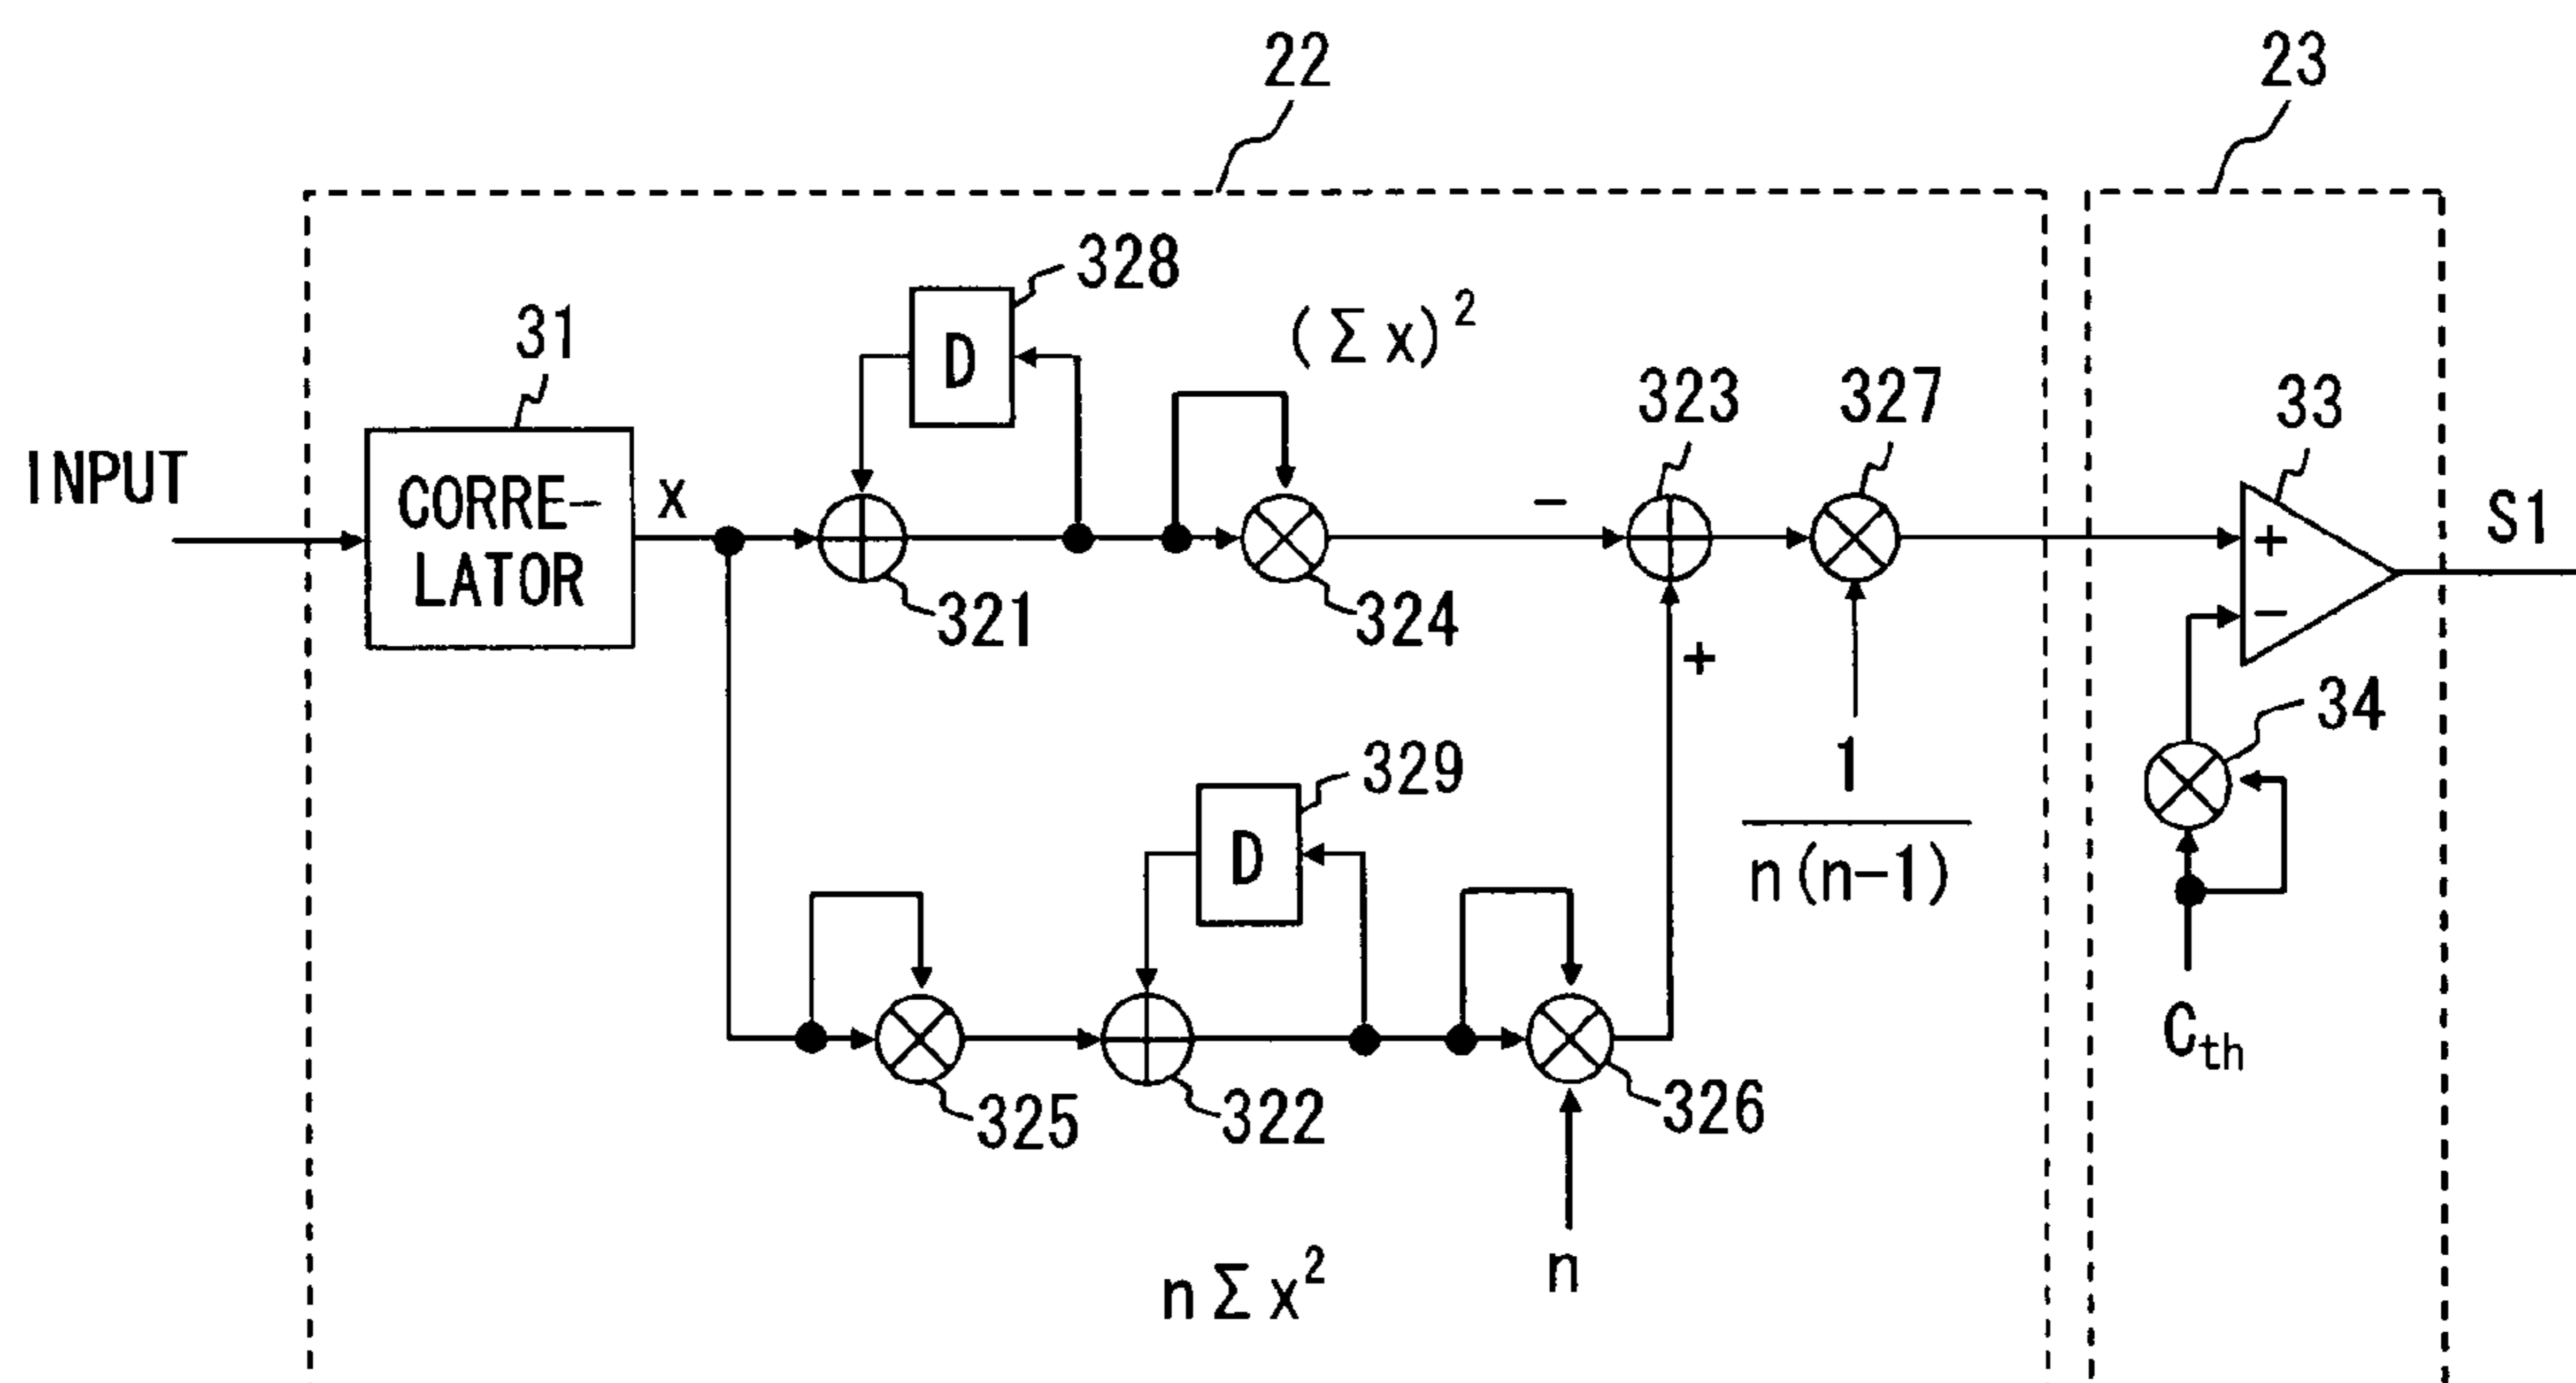 22
23
328
D
(Σx)²
31
323
327
33
INPUT
CORRE-
LATOR
x
−
+
S1
321
324
−
+
34
329
1
n(n−1)
D
Cth
325
322
326
n
nΣx²